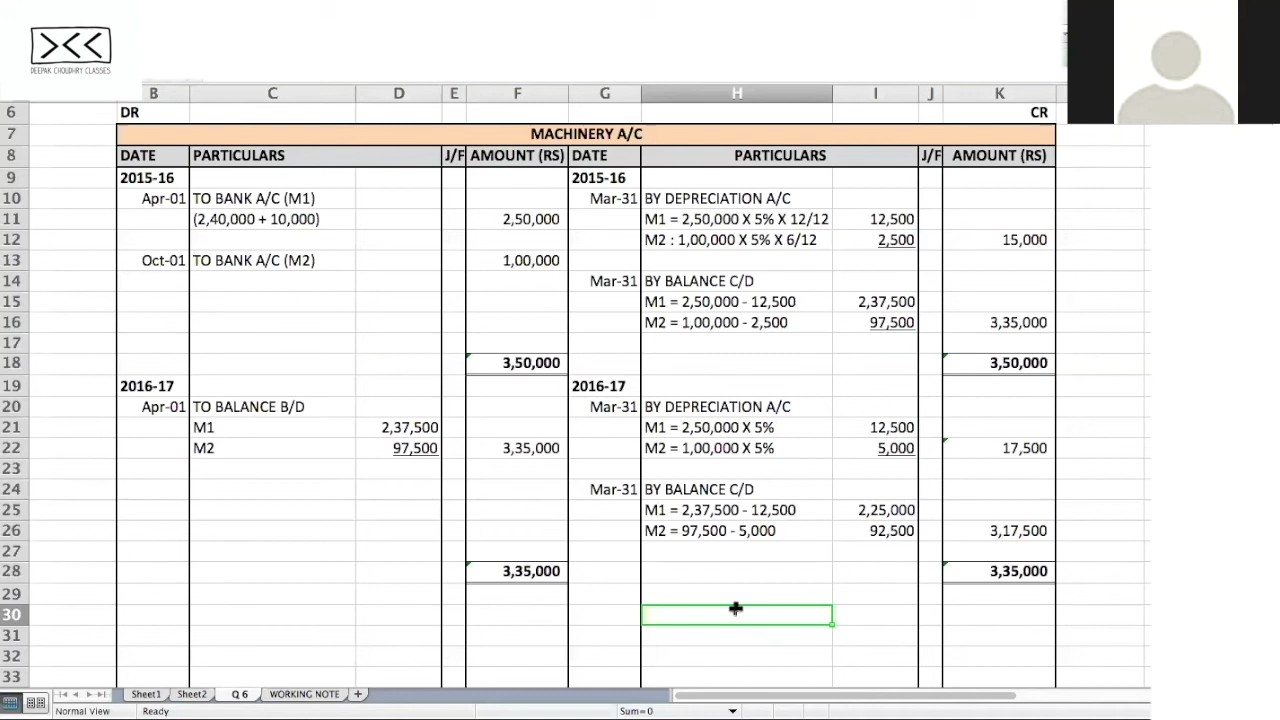 DEEPAK CHOUDHRY CLASSES
B C D E F G H I J K
6 DR CR
7 MACHINERY A/C
8 DATE PARTICULARS J/F AMOUNT (RS) DATE PARTICULARS J/F AMOUNT (RS)
9 2015-16 2015-16
10 Apr-01 TO BANK A/C (M1) Mar-31 BY DEPRECIATION A/C
11 (2,40,000 + 10,000) 2,50,000 M1 = 2,50,000 X 5% X 12/12 12,500
12 M2 : 1,00,000 X 5% X 6/12 2,500 15,000
13 Oct-01 TO BANK A/C (M2) 1,00,000
14 Mar-31 BY BALANCE C/D
15 M1 = 2,50,000 - 12,500 2,37,500
16 M2 = 1,00,000 - 2,500 97,500 3,35,000
17
18 3,50,000 3,50,000
19 2016-17 2016-17
20 Apr-01 TO BALANCE B/D Mar-31 BY DEPRECIATION A/C
21 M1 2,37,500 M1 = 2,50,000 X 5% 12,500
22 M2 97,500 3,35,000 M2 = 1,00,000 X 5% 5,000 17,500
23
24 Mar-31 BY BALANCE C/D
25 M1 = 2,37,500 - 12,500 2,25,000
26 M2 = 97,500 - 5,000 92,500 3,17,500
27
28 3,35,000 3,35,000
29
30
31
32
33
Sheet1 Sheet2 Q 6 WORKING NOTE +
Normal View Ready Sum=0